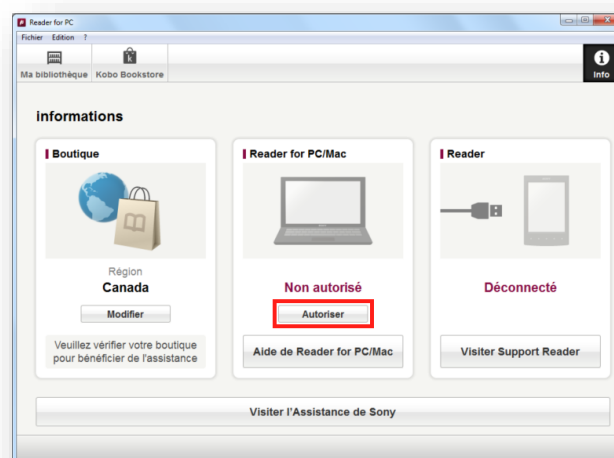 Reader for PC
Fichier Edition ?
Ma bibliothèque Kobo Bookstore
Info
informations
Boutique
Région
Canada
Modifier
Veuillez vérifier votre boutique
pour bénéficier de l'assistance
Reader for PC/Mac
Non autorisé
Autoriser
Aide de Reader for PC/Mac
Reader
Déconnecté
Visiter Support Reader
Visiter l'Assistance de Sony